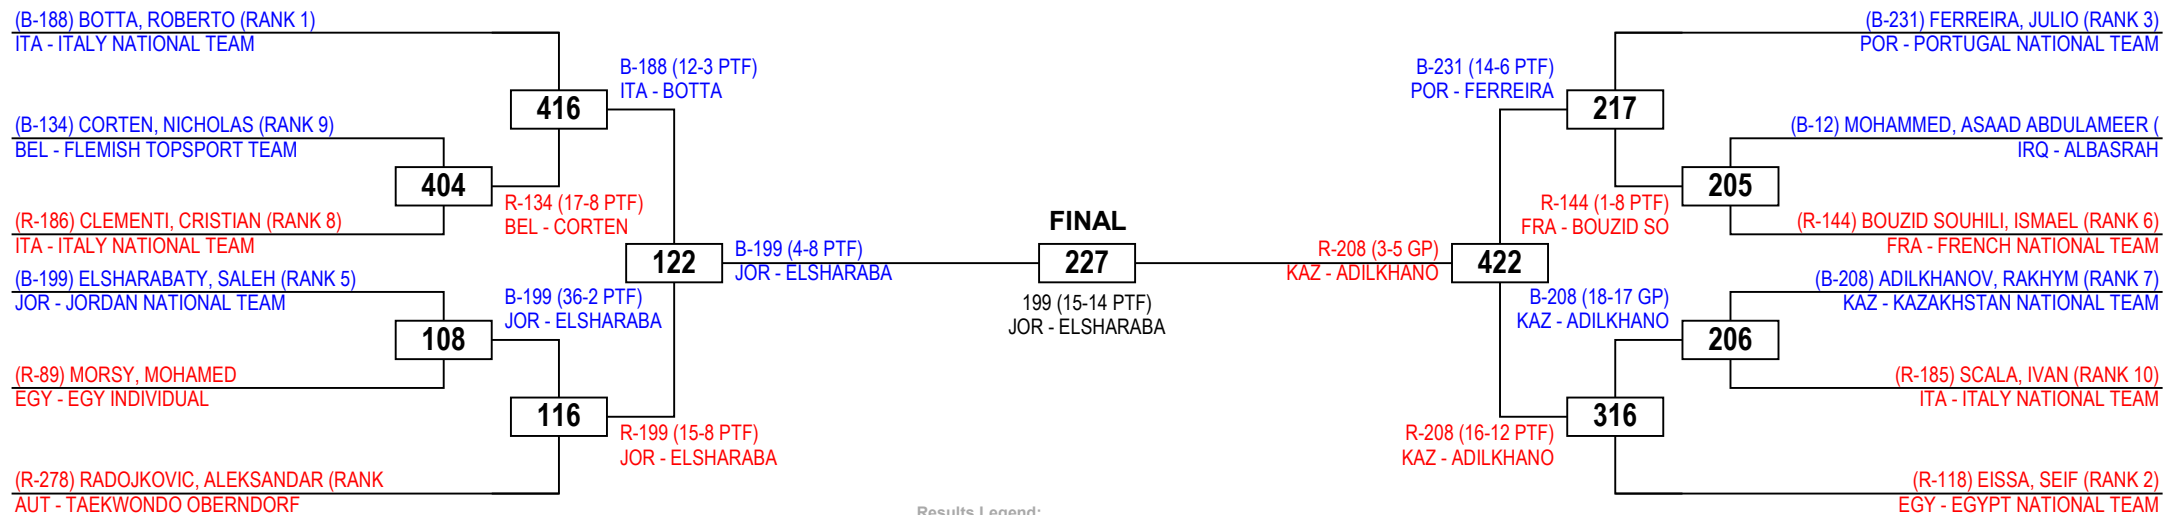 (B-188) BOTTA, ROBERTO (RANK 1)
ITA - ITALY NATIONAL TEAM
B-188 (12-3 PTF)
ITA - BOTTA
416
(B-134) CORTEN, NICHOLAS (RANK 9)
BEL - FLEMISH TOPSPORT TEAM
404
(R-186) CLEMENTI, CRISTIAN (RANK 8)
ITA - ITALY NATIONAL TEAM
R-134 (17-8 PTF)
BEL - CORTEN
122
B-199 (4-8 PTF)
JOR - ELSHARABA
(B-199) ELSHARABATY, SALEH (RANK 5)
JOR - JORDAN NATIONAL TEAM
B-199 (36-2 PTF)
JOR - ELSHARABA
108
(R-89) MORSY, MOHAMED
EGY - EGY INDIVIDUAL
116
R-199 (15-8 PTF)
JOR - ELSHARABA
(R-278) RADOJKOVIC, ALEKSANDAR (RANK
AUT - TAEKWONDO OBERNDORF
FINAL
227
199 (15-14 PTF)
JOR - ELSHARABA
(B-231) FERREIRA, JULIO (RANK 3)
POR - PORTUGAL NATIONAL TEAM
B-231 (14-6 PTF)
POR - FERREIRA
217
(B-12) MOHAMMED, ASAAD ABDULAMEER (
IRQ - ALBASRAH
205
R-144 (1-8 PTF)
FRA - BOUZID SO
(R-144) BOUZID SOUHILI, ISMAEL (RANK 6)
FRA - FRENCH NATIONAL TEAM
R-208 (3-5 GP)
KAZ - ADILKHANO
422
B-208 (18-17 GP)
KAZ - ADILKHANO
(B-208) ADILKHANOV, RAKHYM (RANK 7)
KAZ - KAZAKHSTAN NATIONAL TEAM
206
(R-185) SCALA, IVAN (RANK 10)
ITA - ITALY NATIONAL TEAM
316
R-208 (16-12 PTF)
KAZ - ADILKHANO
(R-118) EISSA, SEIF (RANK 2)
EGY - EGYPT NATIONAL TEAM
Results Legend: